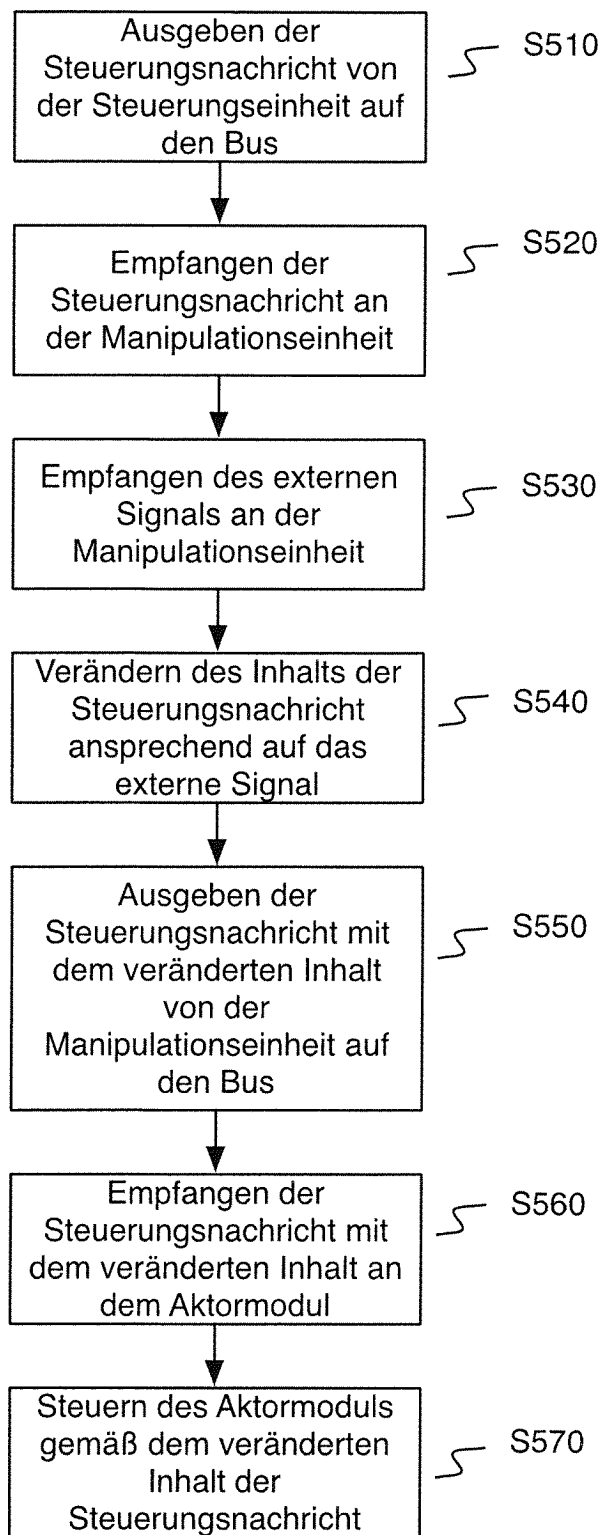 Ausgeben der
Steuerungsnachricht von
der Steuerungseinheit auf
den Bus
S510
Empfangen der
Steuerungsnachricht an
der Manipulationseinheit
S520
Empfangen des externen
Signals an der
Manipulationseinheit
S530
Verändern des Inhalts der
Steuerungsnachricht
ansprechend auf das
externe Signal
S540
Ausgeben der
Steuerungsnachricht mit
dem veränderten Inhalt
von der
Manipulationseinheit auf
den Bus
S550
Empfangen der
Steuerungsnachricht mit
dem veränderten Inhalt an
dem Aktormodul
S560
Steuern des Aktormoduls
gemäß dem veränderten
Inhalt der
Steuerungsnachricht
S570